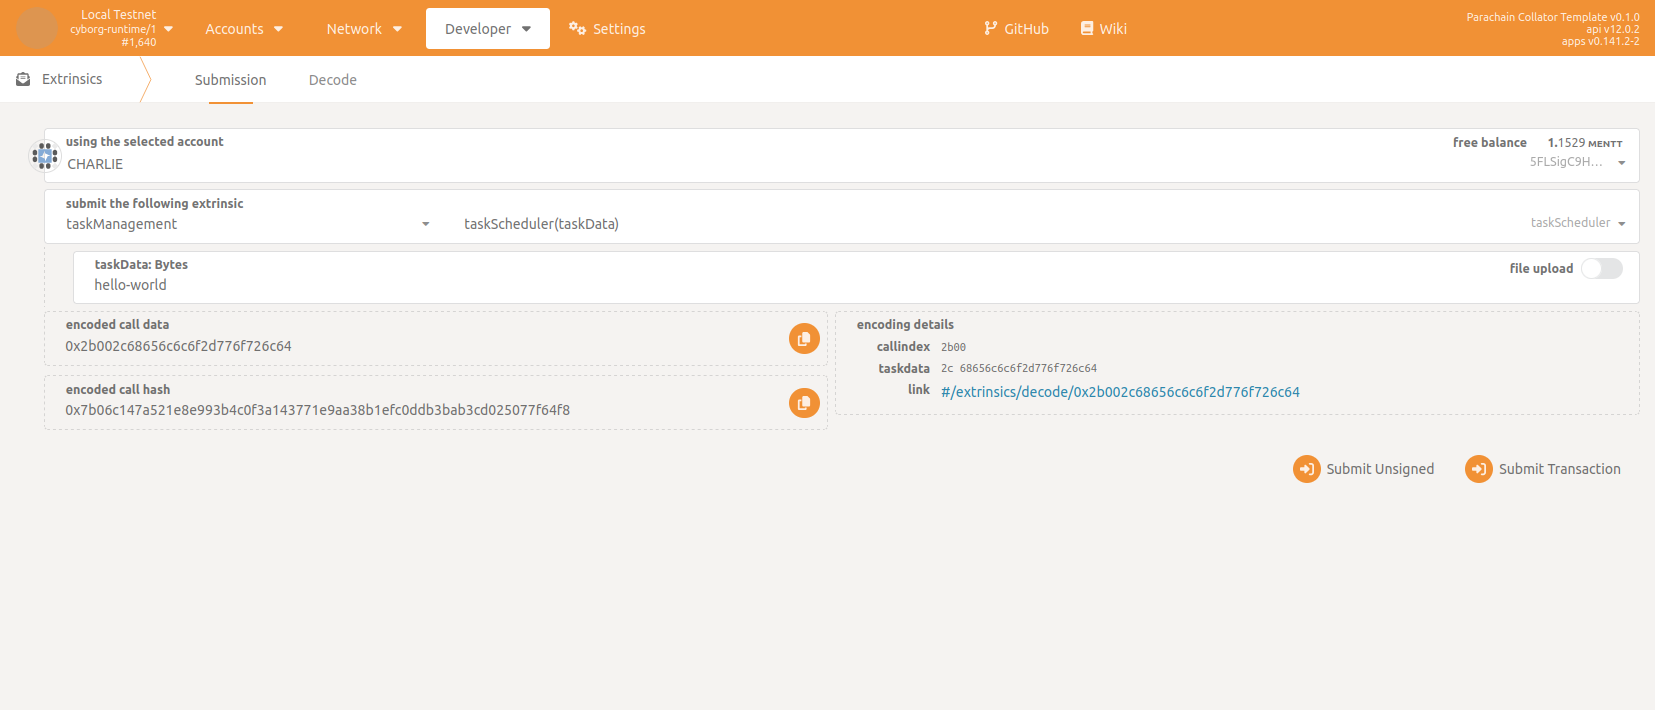 Local Testnet
cyborg-runtime/1
#1,640
Accounts
Network
Developer
Settings
GitHub
Wiki
Parachain Collator Template v0.1.0
api v12.0.2
apps v0.141.2-2
Extrinsics
Submission
Decode
using the selected account
CHARLIE
free balance 1.1529 MENTT
5FLSigC9H...
submit the following extrinsic
taskManagement
taskScheduler(taskData)
taskScheduler
taskData: Bytes
hello-world
file upload
encoded call data
0x2b002c68656c6c6f2d776f726c64
encoded call hash
0x7b06c147a521e8e993b4c0f3a143771e9aa38b1efc0ddb3bab3cd025077f64f8
encoding details
callindex 2b00
taskdata 2c 68656c6c6f2d776f726c64
link #/extrinsics/decode/0x2b002c68656c6c6f2d776f726c64
Submit Unsigned
Submit Transaction